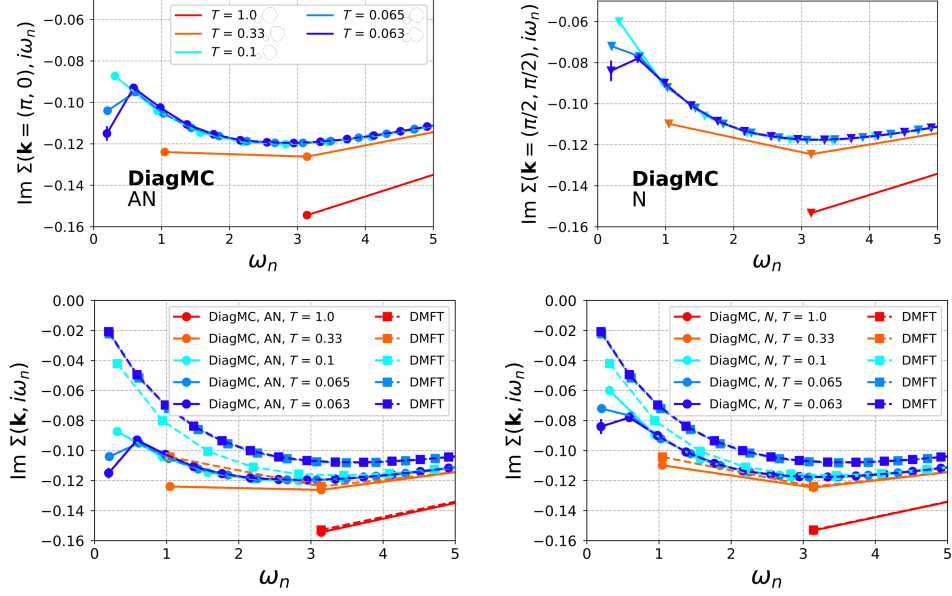 Im Σ(k = (π, 0), iωn)
−0.06
−0.08
−0.10
−0.12
−0.14
−0.16
T = 1.0
T = 0.33
T = 0.1
T = 0.065
T = 0.063
DiagMC
AN
0 1 2 3 4 5
ωn
Im Σ(k = (π/2, π/2), iωn)
−0.06
−0.08
−0.10
−0.12
−0.14
−0.16
DiagMC
N
0 1 2 3 4 5
ωn
Im Σ(k, iωn)
0.00
−0.02
−0.04
−0.06
−0.08
−0.10
−0.12
−0.14
−0.16
DiagMC, AN, T = 1.0
DiagMC, AN, T = 0.33
DiagMC, AN, T = 0.1
DiagMC, AN, T = 0.065
DiagMC, AN, T = 0.063
DMFT
DMFT
DMFT
DMFT
DMFT
0 1 2 3 4 5
ωn
Im Σ(k, iωn)
0.00
−0.02
−0.04
−0.06
−0.08
−0.10
−0.12
−0.14
−0.16
DiagMC, N, T = 1.0
DiagMC, N, T = 0.33
DiagMC, N, T = 0.1
DiagMC, N, T = 0.065
DiagMC, N, T = 0.063
DMFT
DMFT
DMFT
DMFT
DMFT
0 1 2 3 4 5
ωn